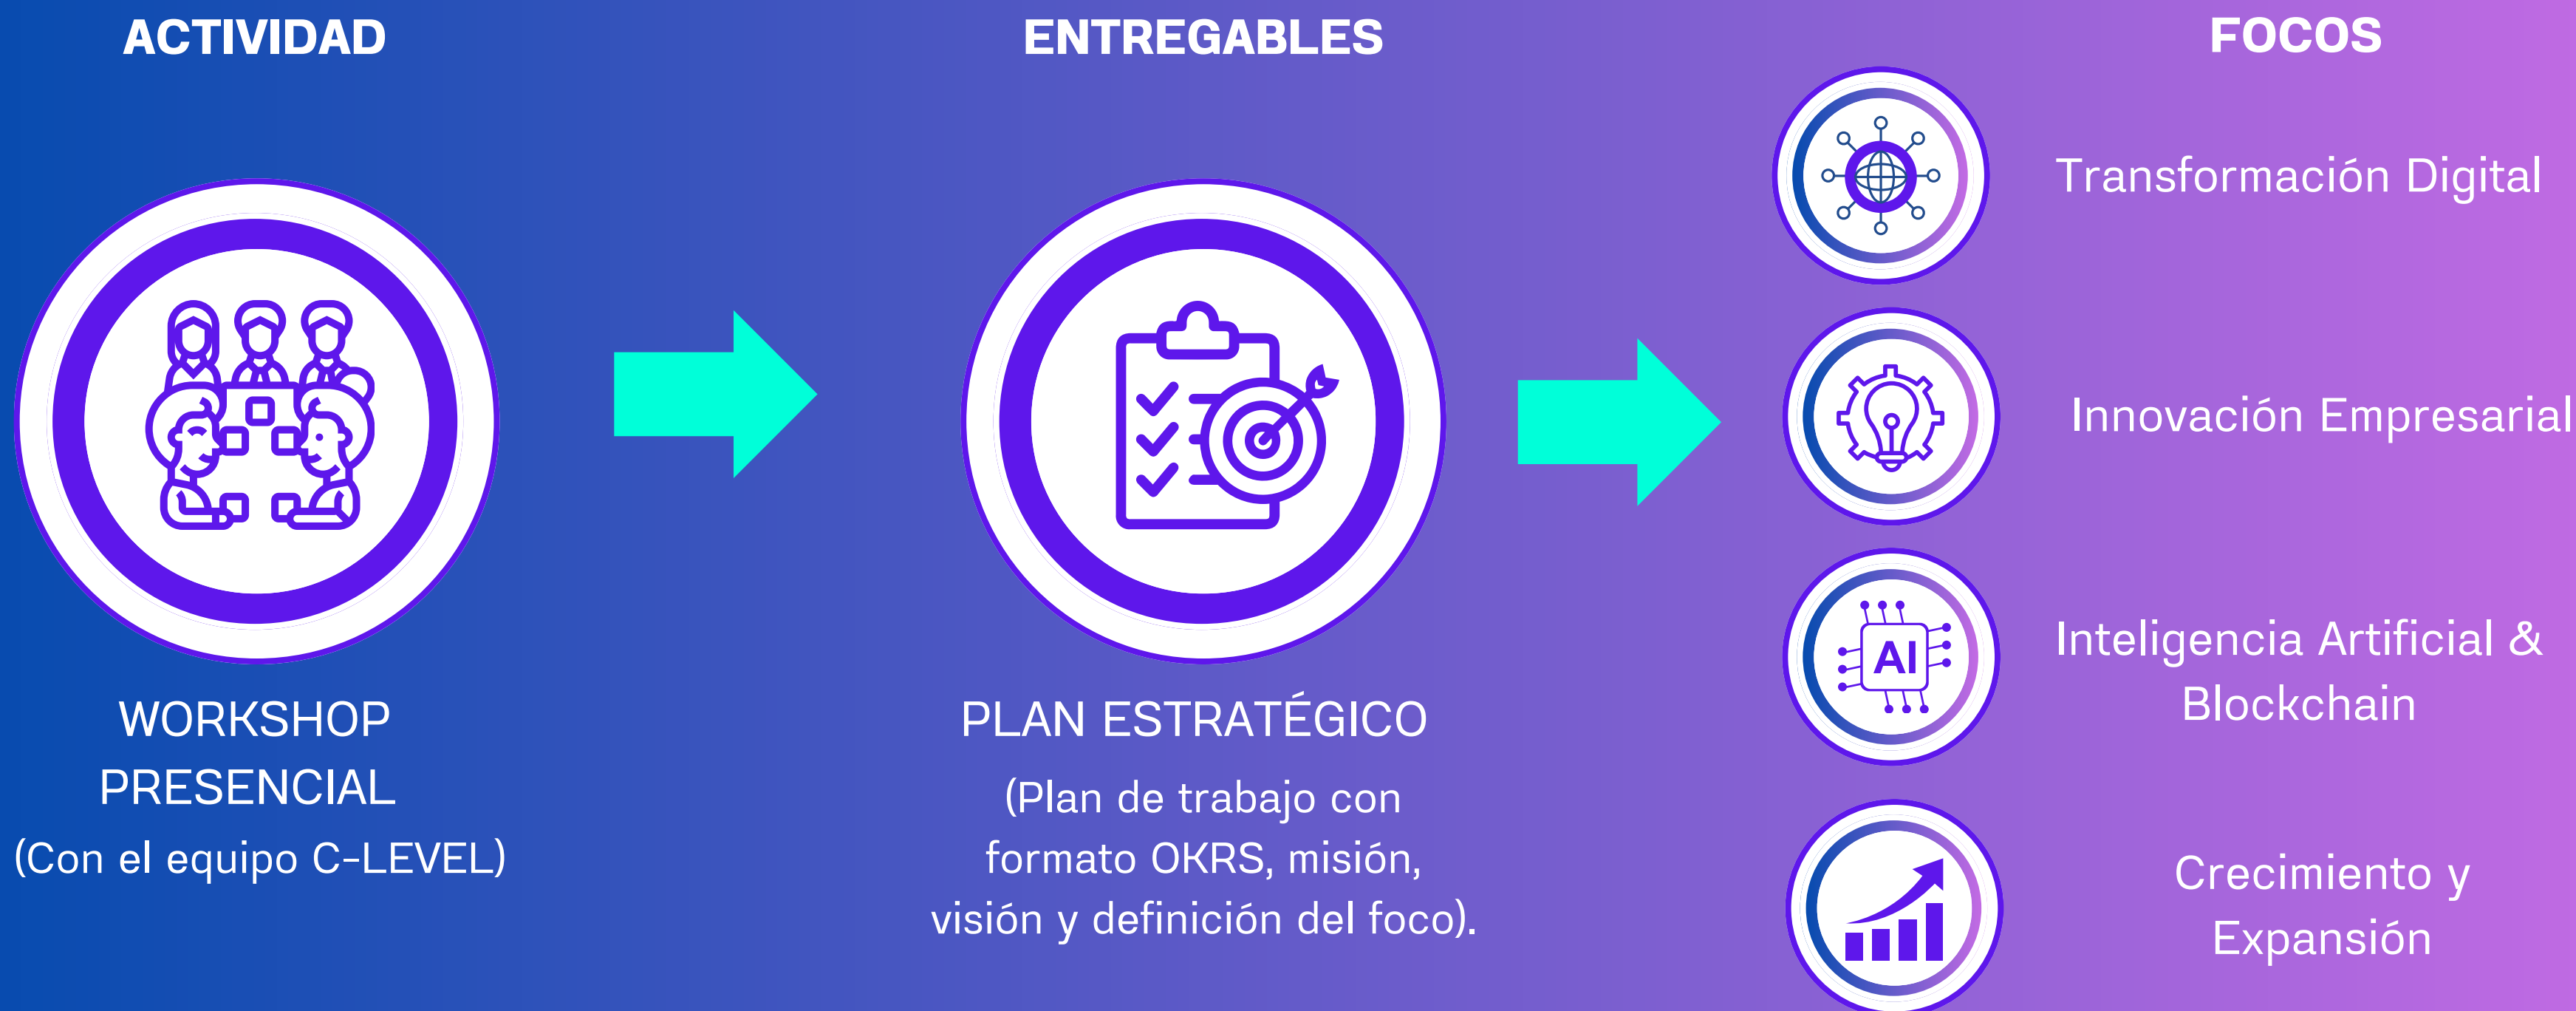 ACTIVIDAD
WORKSHOP
PRESENCIAL
(Con el equipo C-LEVEL)
ENTREGABLES
PLAN ESTRATÉGICO
(Plan de trabajo con
formato OKRS, misión,
visión y definición del foco).
FOCOS
Transformación Digital
Innovación Empresarial
AI
Inteligencia Artificial &
Blockchain
Crecimiento y
Expansión